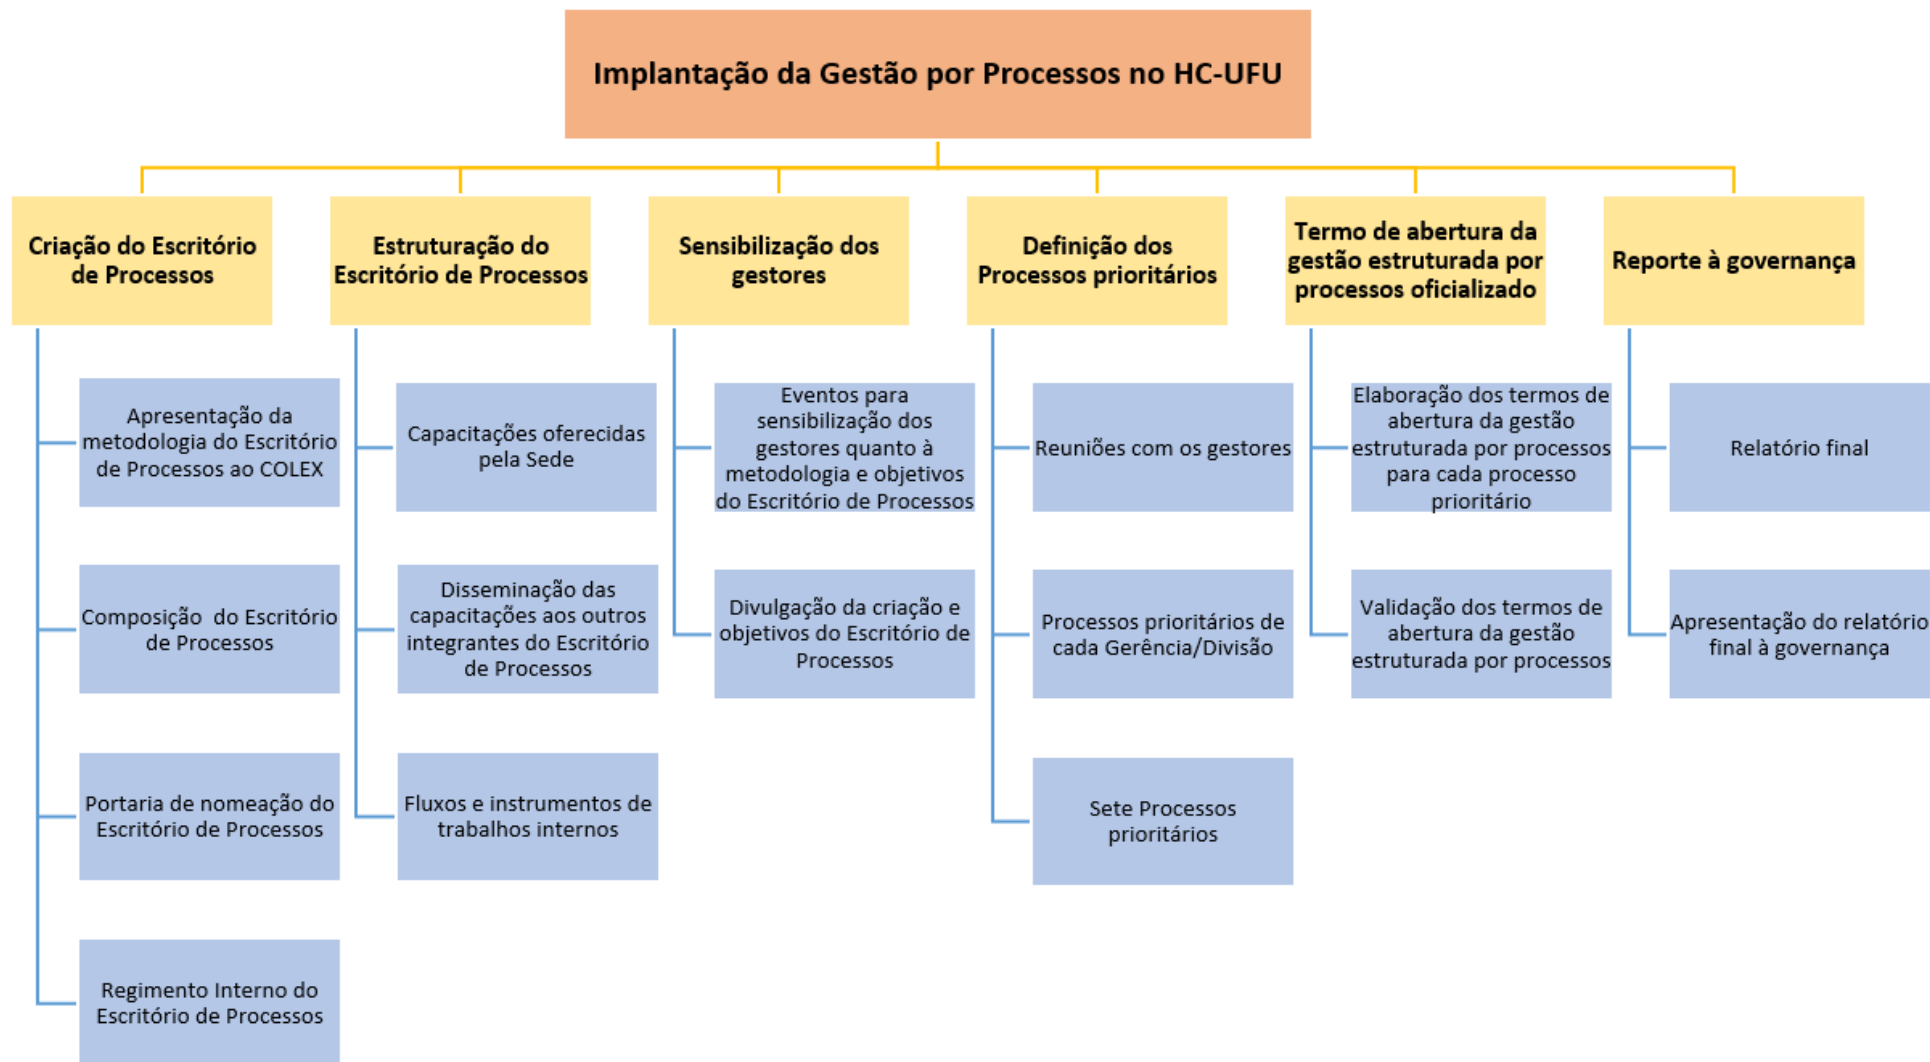 Implantação da Gestão por Processos no HC-UFU
Criação do Escritório
de Processos
Apresentação da
metodologia do Escritório
de Processos ao COLEX
Composição  do Escritório
de Processos
Portaria de nomeação do
Escritório de Processos
Regimento Interno do
Escritório de Processos
Estruturação do
Escritório de Processos
Capacitações oferecidas
pela Sede
Disseminação das
capacitações aos outros
integrantes do Escritório
de Processos
Fluxos e instrumentos de
trabalhos internos
Sensibilização dos
gestores
Eventos para
sensibilização dos
gestores quanto à
metodologia e objetivos
do Escritório de Processos
Divulgação da criação e
objetivos do Escritório de
Processos
Definição dos
Processos prioritários
Reuniões com os gestores
Processos prioritários de
cada Gerência/Divisão
Sete Processos
prioritários
Termo de abertura da
gestão estruturada por
processos oficializado
Elaboração dos termos de
abertura da gestão
estruturada por processos
para cada processo
prioritário
Validação dos termos de
abertura da gestão
estruturada por processos
Reporte à governança
Relatório final
Apresentação do relatório
final à governança